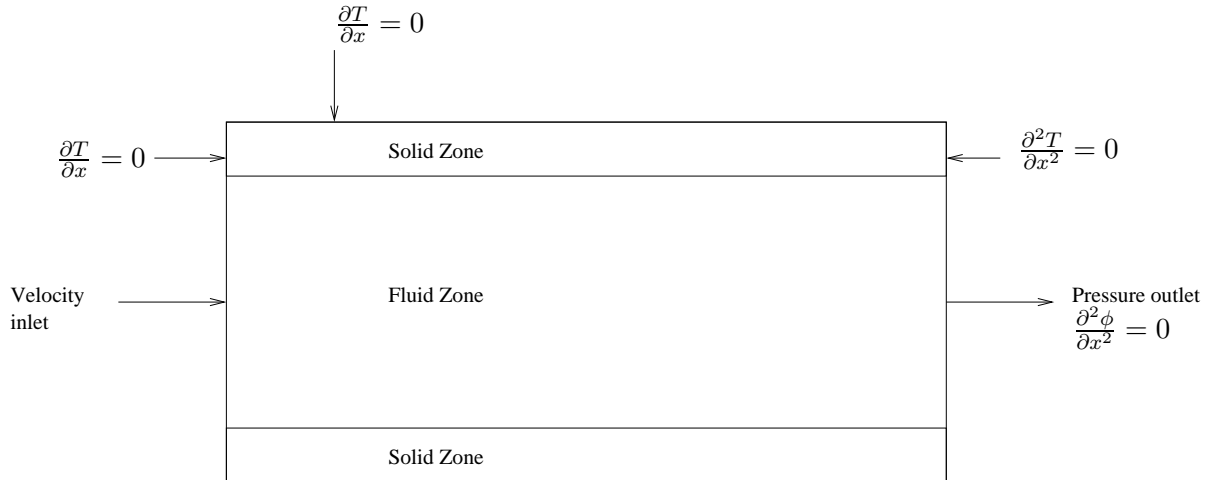 ∂T/∂x = 0
∂T/∂x = 0
Solid Zone
∂²T/∂x² = 0
Velocity
inlet
Fluid Zone
Pressure outlet
∂²ϕ/∂x² = 0
Solid Zone